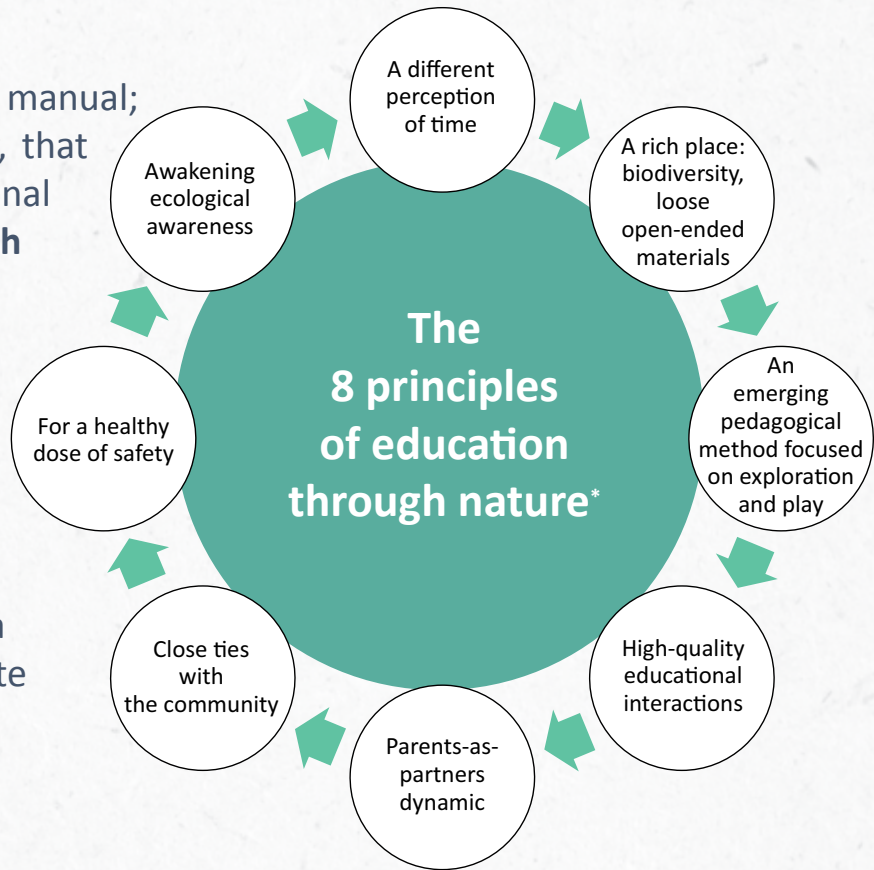 manual;
, that
nal
h
n
te
The
8 principles
of education
through nature*
A different
perception
of time
A rich place:
biodiversity,
loose
open-ended
materials
An
emerging
pedagogical
method focused
on exploration
and play
High-quality
educational
interactions
Parents-as-
partners
dynamic
Close ties
with
the community
For a healthy
dose of safety
Awakening
ecological
awareness